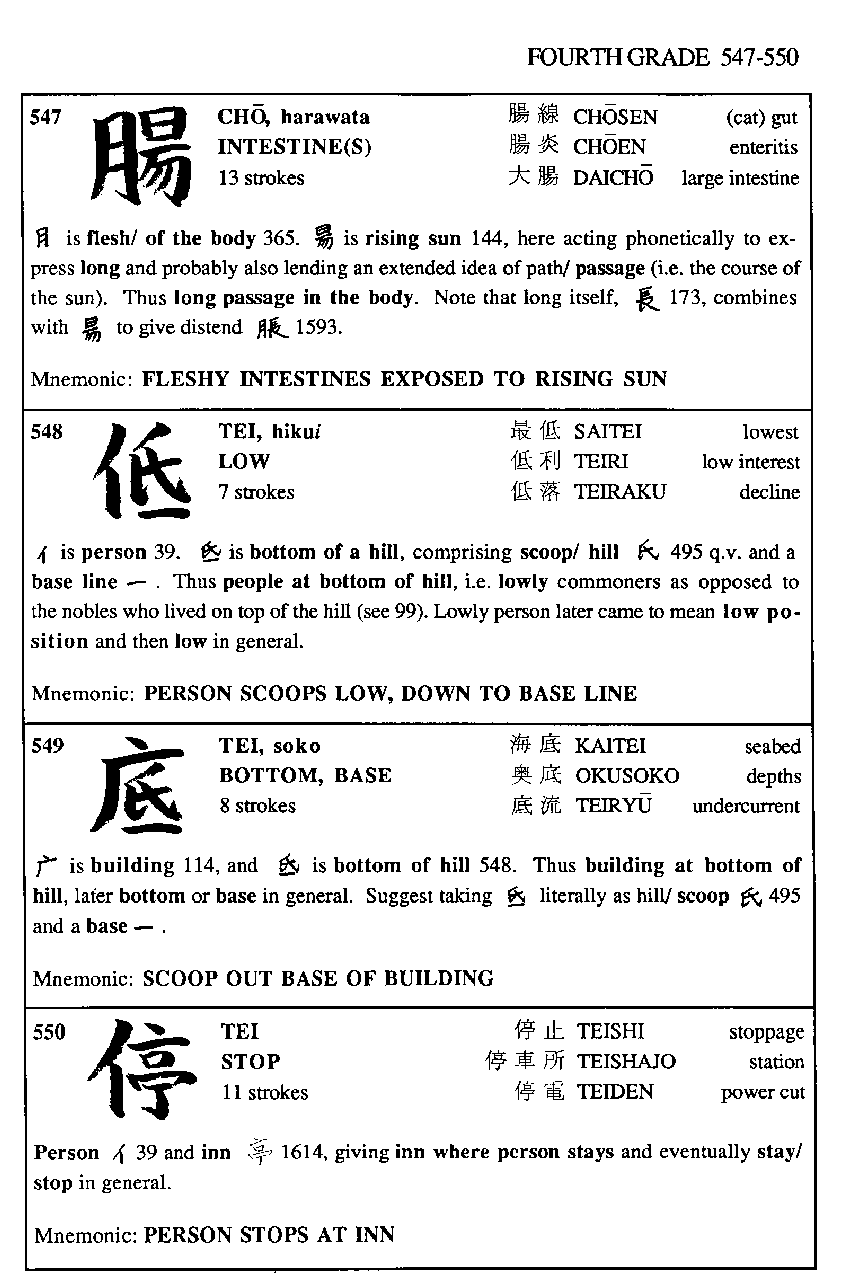 FOURTH GRADE 547-550
547 腸 CHŌ, harawata 腸線 CHŌSEN (cat) gut
INTESTINE(S) 腸炎 CHŌEN enteritis
13 strokes 大腸 DAICHŌ large intestine
月 is flesh/ of the body 365. 昜 is rising sun 144, here acting phonetically to ex-
press long and probably also lending an extended idea of path/ passage (i.e. the course of
the sun). Thus long passage in the body. Note that long itself, 長 173, combines
with 昜 to give distend 脹 1593.
Mnemonic: FLESHY INTESTINES EXPOSED TO RISING SUN
548 低 TEI, hikui 最低 SAITEI lowest
LOW 低利 TEIRI low interest
7 strokes 低落 TEIRAKU decline
亻 is person 39. 氐 is bottom of a hill, comprising scoop/ hill 氏 495 q.v. and a
base line 一 . Thus people at bottom of hill, i.e. lowly commoners as opposed to
the nobles who lived on top of the hill (see 99). Lowly person later came to mean low po-
sition and then low in general.
Mnemonic: PERSON SCOOPS LOW, DOWN TO BASE LINE
549 底 TEI, soko 海底 KAITEI seabed
BOTTOM, BASE 奥底 OKUSOKO depths
8 strokes 底流 TEIRYŪ undercurrent
广 is building 114, and 氐 is bottom of hill 548. Thus building at bottom of
hill, later bottom or base in general. Suggest taking 氐 literally as hill/ scoop 氏 495
and a base 一 .
Mnemonic: SCOOP OUT BASE OF BUILDING
550 停 TEI 停止 TEISHI stoppage
STOP 停車所 TEISHAJO station
11 strokes 停電 TEIDEN power cut
Person 亻 39 and inn 亭 1614, giving inn where person stays and eventually stay/
stop in general.
Mnemonic: PERSON STOPS AT INN